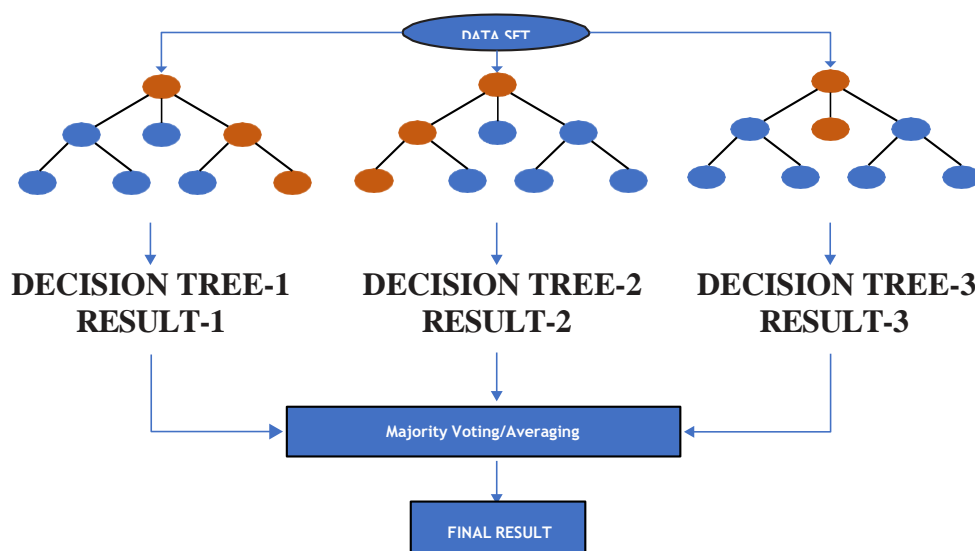 DATA SET
DECISION TREE-1
RESULT-1
DECISION TREE-2
RESULT-2
DECISION TREE-3
RESULT-3
Majority Voting/Averaging
FINAL RESULT